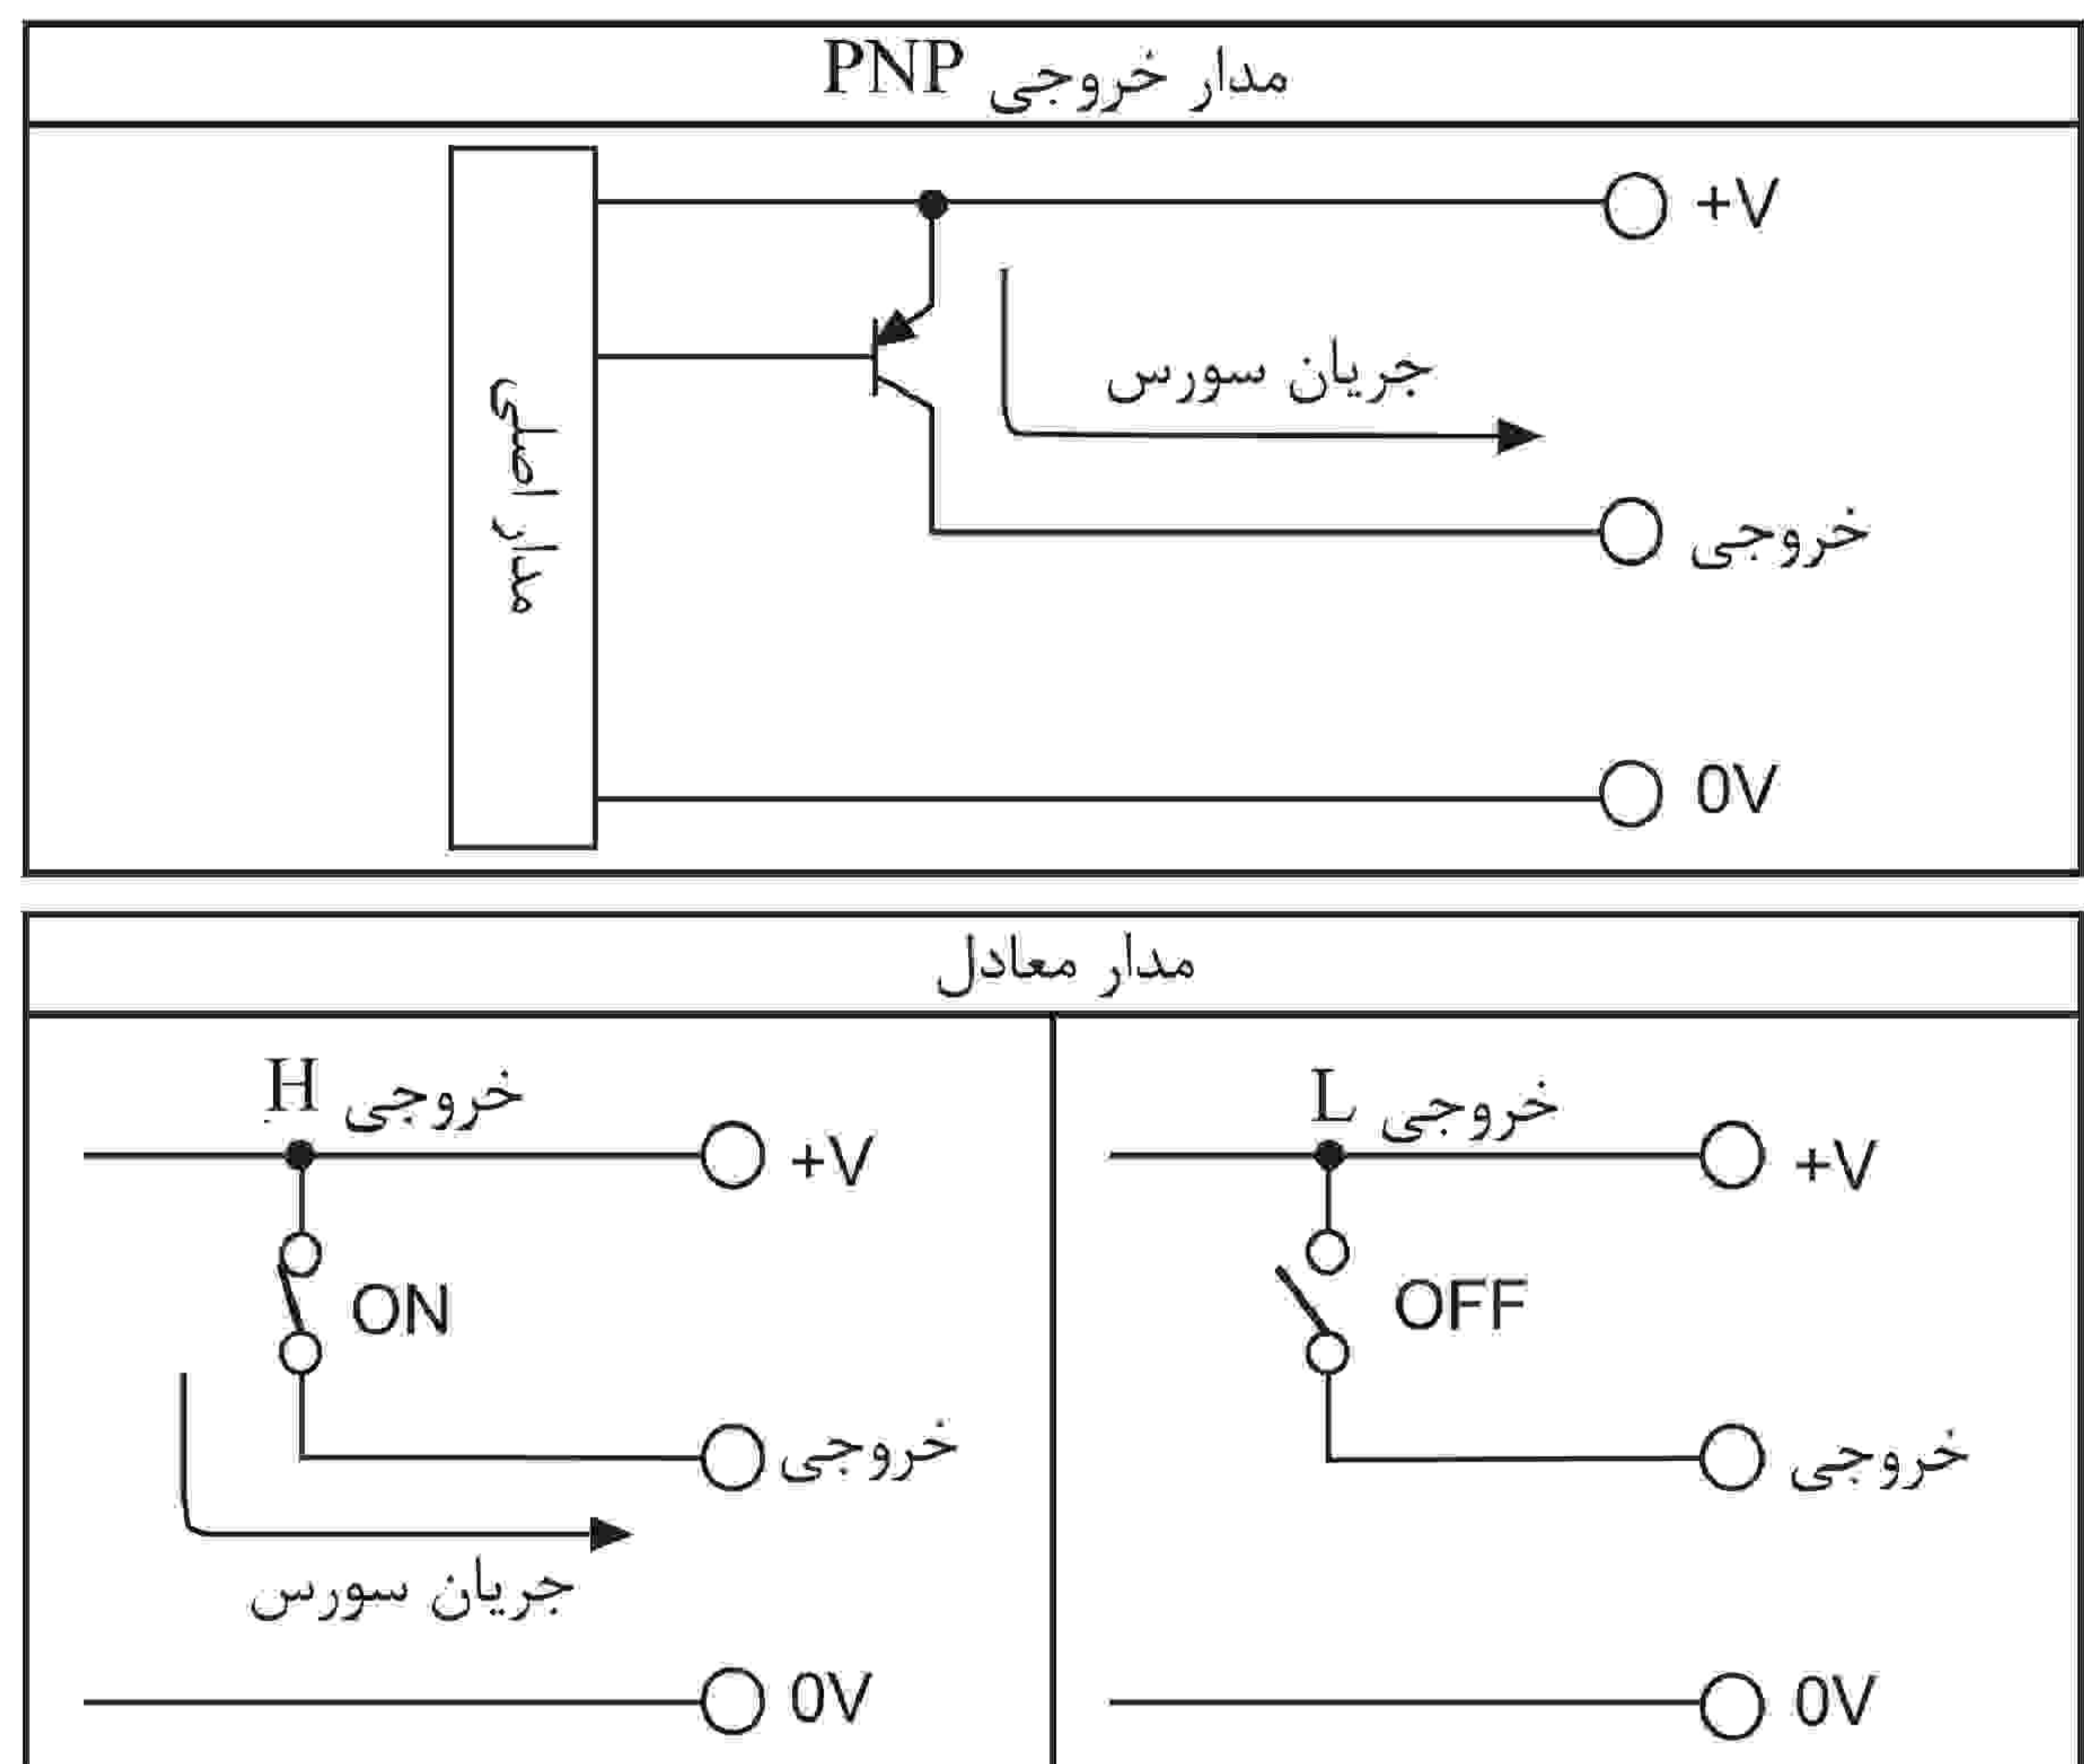 مدار خروجی PNP
+V
جریان سورس
مدار اصلی
خروجی
0V
مدار معادل
خروجی H
+V
ON
خروجی
جریان سورس
0V
خروجی L
+V
OFF
خروجی
0V